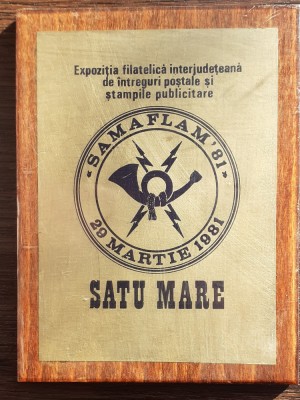 Expoziția filatelică interjudețeană
de întreguri poștale și
ștampile publicitare
«SAMAFLAM'81»
29 MARTIE 1981
SATU MARE